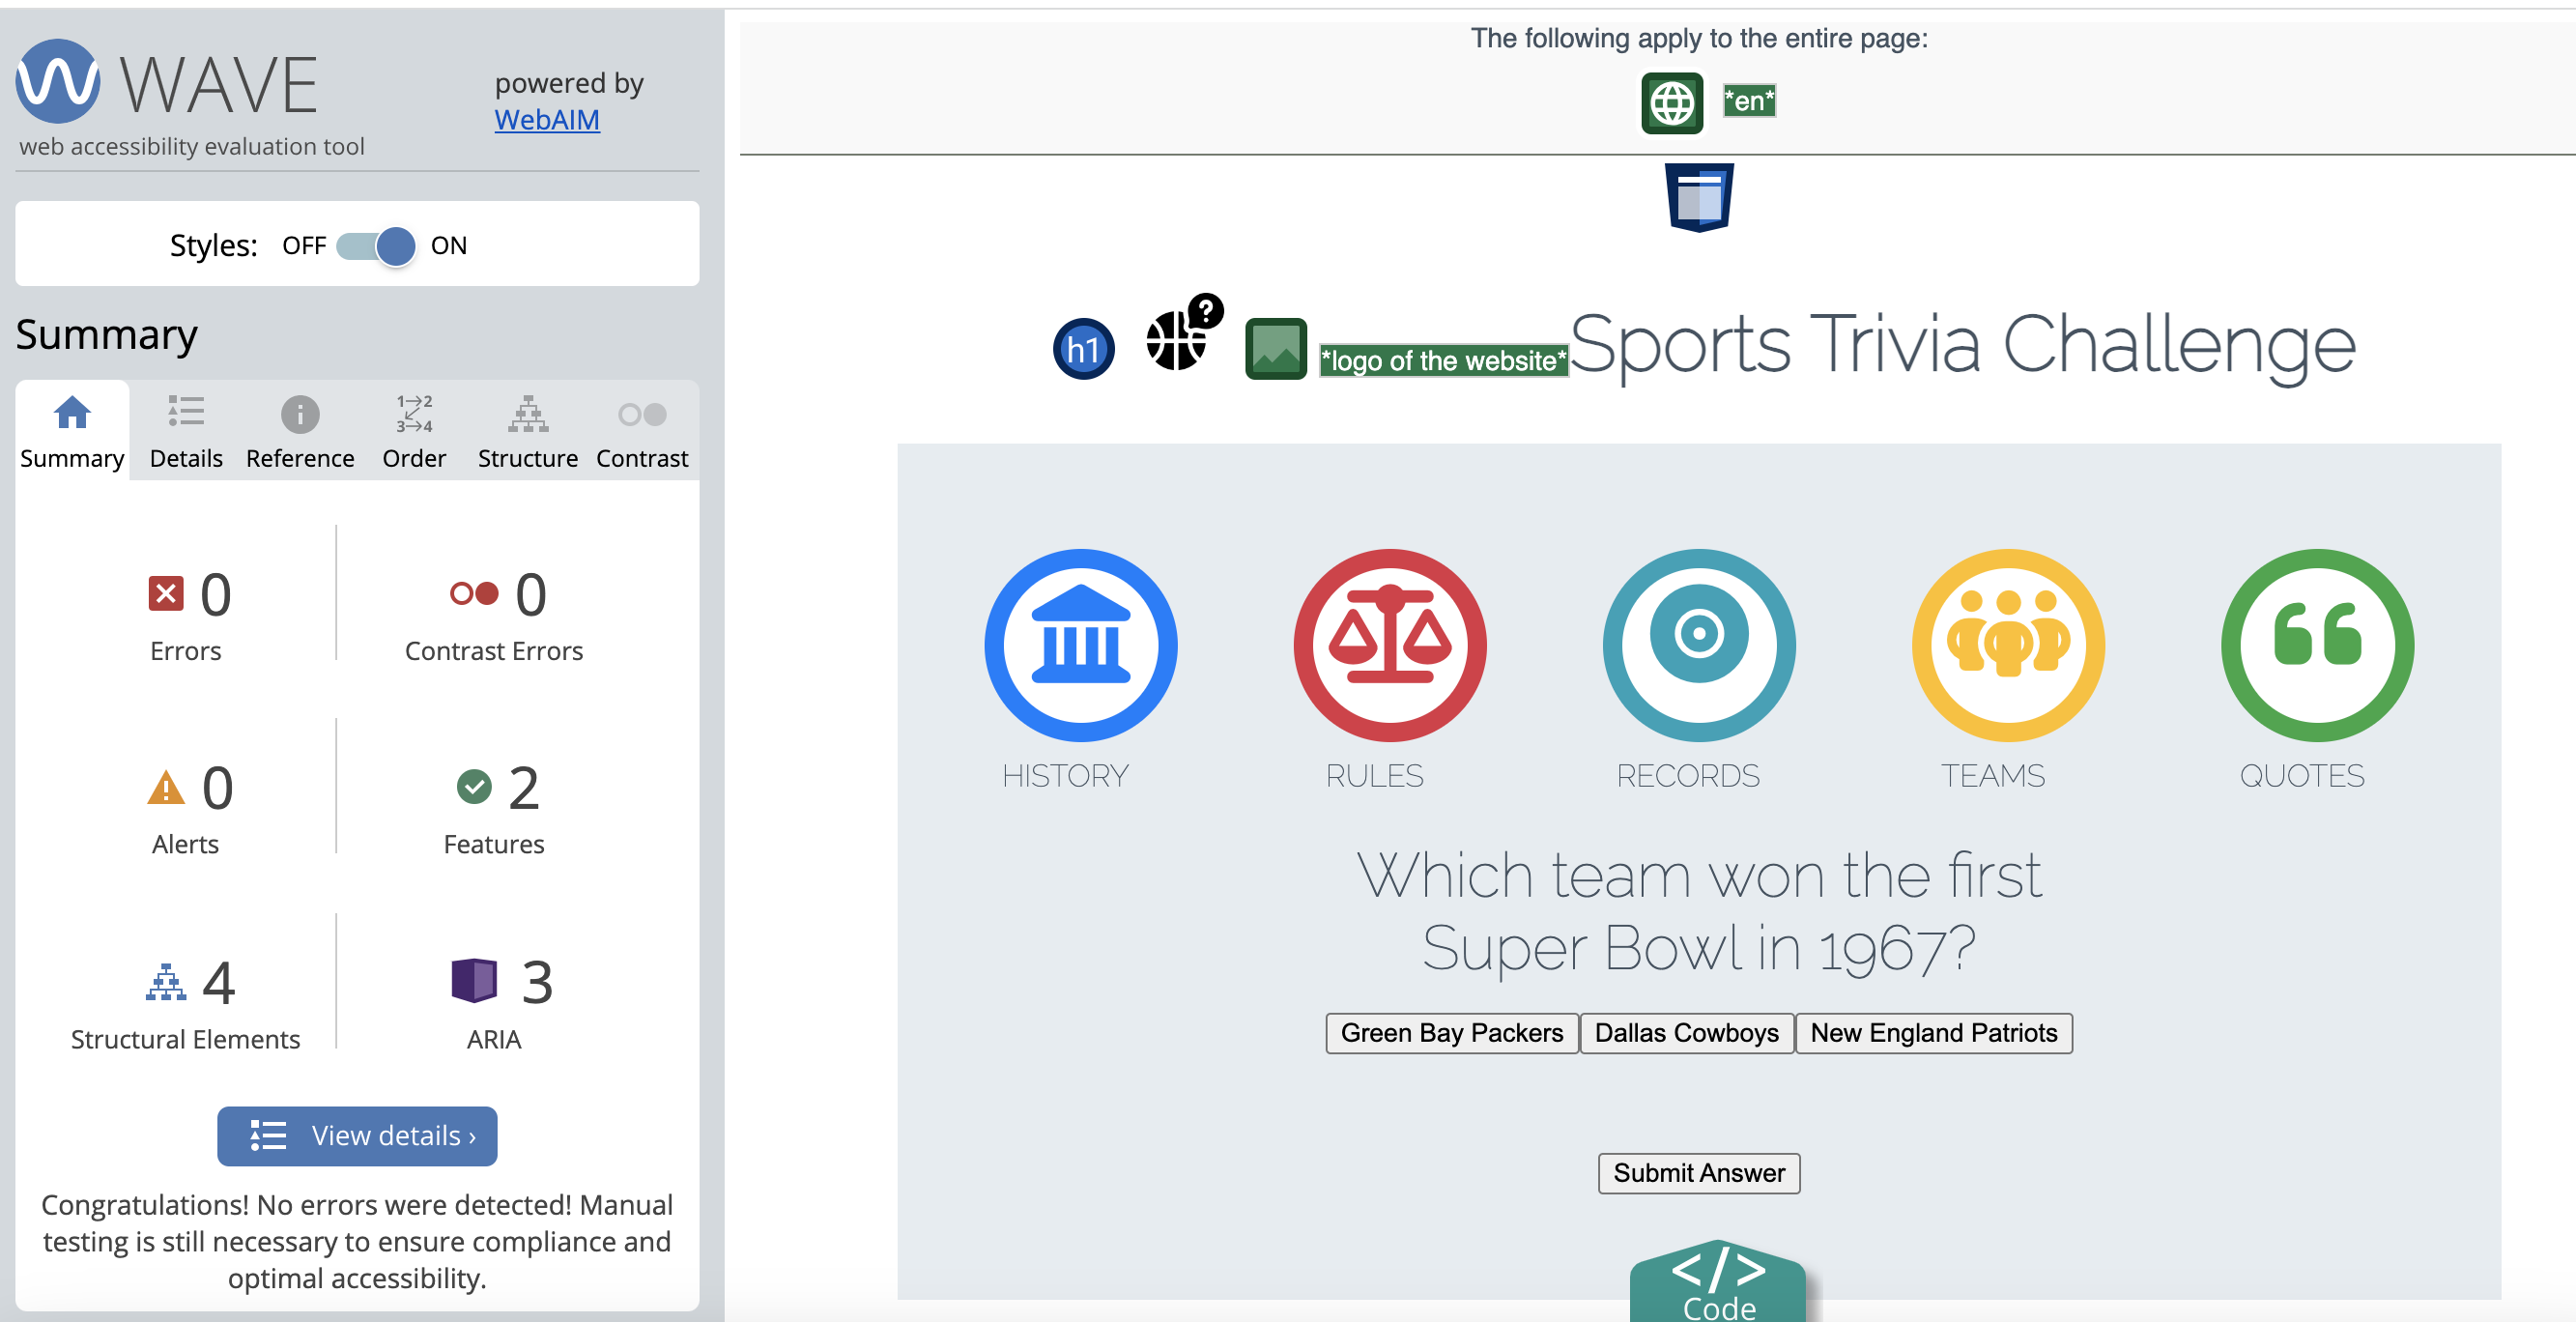 WAVE
powered by
WebAIM
web accessibility evaluation tool
Styles: OFF ON
Summary
Summary Details Reference Order Structure Contrast
0 Errors
0 Contrast Errors
0 Alerts
2 Features
4 Structural Elements
3 ARIA
View details ›
Congratulations! No errors were detected! Manual
testing is still necessary to ensure compliance and
optimal accessibility.
The following apply to the entire page:
*en*
h1 *logo of the website* Sports Trivia Challenge
HISTORY RULES RECORDS TEAMS QUOTES
Which team won the first
Super Bowl in 1967?
Green Bay Packers Dallas Cowboys New England Patriots
Submit Answer
</>
Code